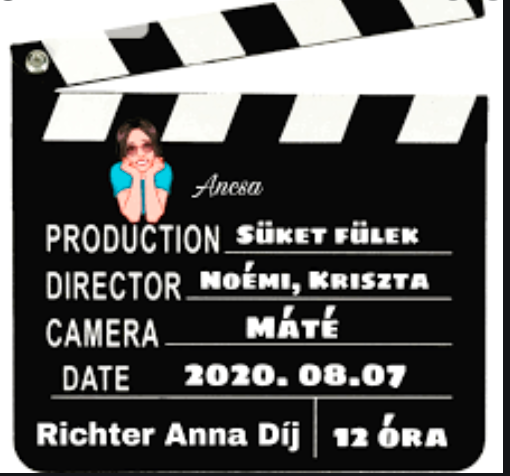 Ancsa
PRODUCTION SÜKET FÜLEK
DIRECTOR NOÉMI, KRISZTA
CAMERA MÁTÉ
DATE 2020. 08.07
Richter Anna Díj 12 ÓRA